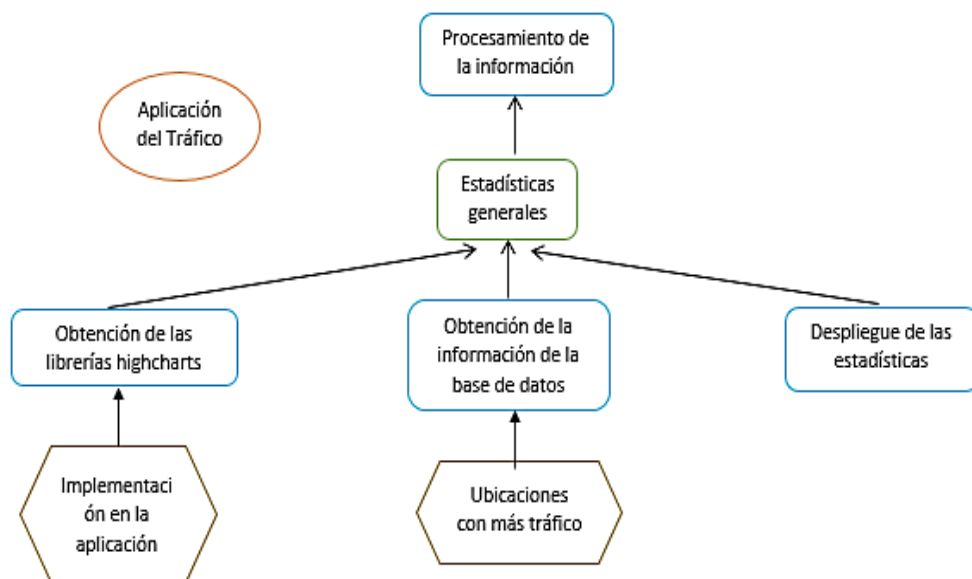 Procesamiento de
la información
Aplicación
del Tráfico
Estadísticas
generales
Obtención de las
librerías highcharts
Obtención de la
información de la
base de datos
Despliegue de las
estadísticas
Implementaci
ón en la
aplicación
Ubicaciones
con más tráfico